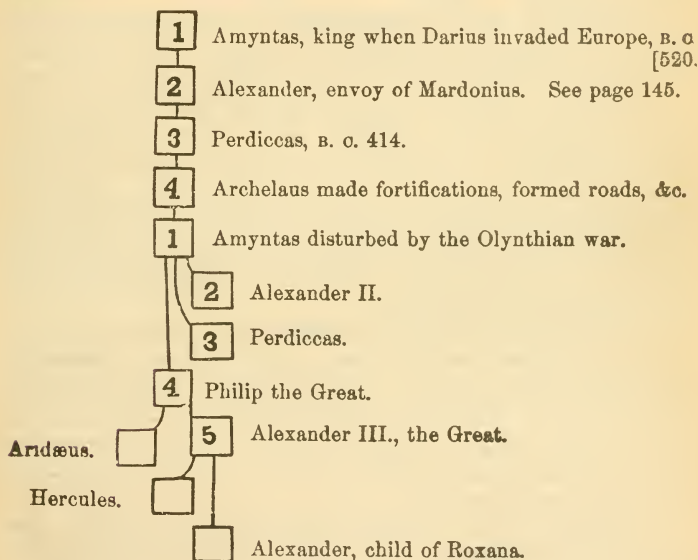 1 Amyntas, king when Darius invaded Europe, B. C
[520.
2 Alexander, envoy of Mardonius. See page 145.
3 Perdiccas, B. C. 414.
4 Archelaus made fortifications, formed roads, &c.
1 Amyntas disturbed by the Olynthian war.
2 Alexander II.
3 Perdiccas.
4 Philip the Great.
5 Alexander III., the Great.
Aridæus.
Hercules.
Alexander, child of Roxana.